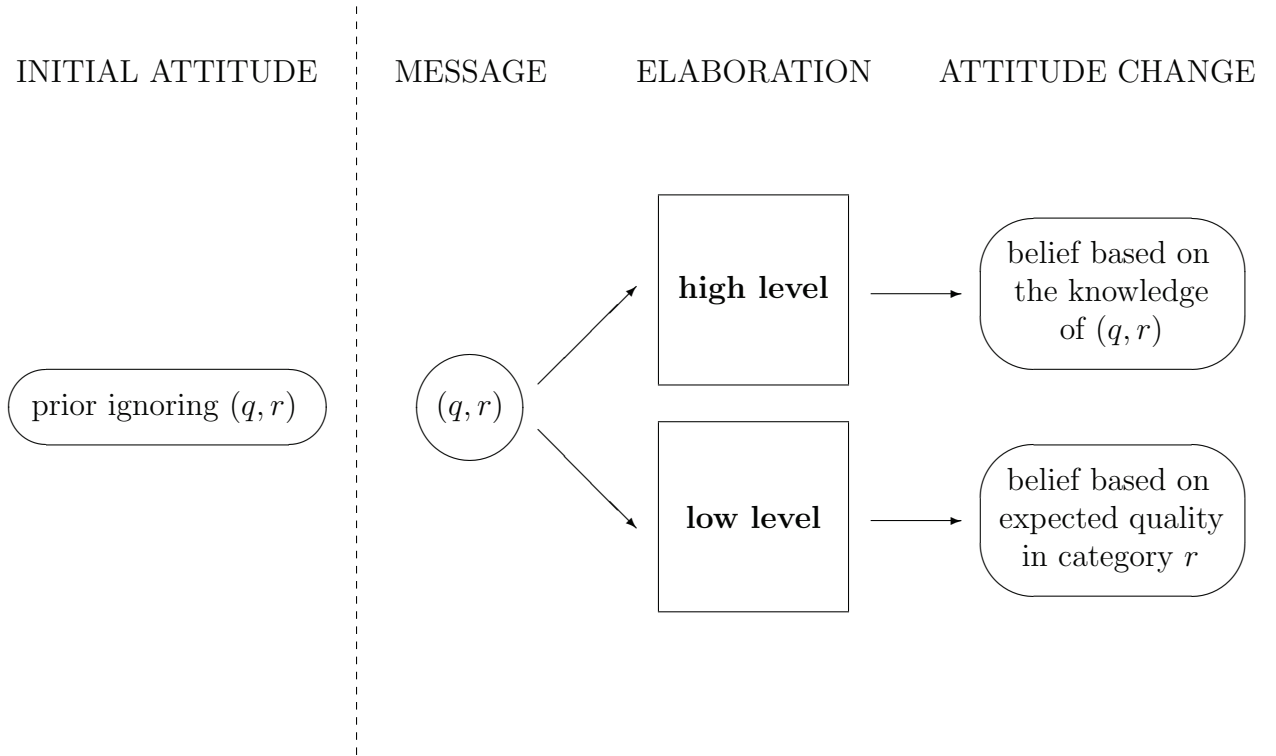 INITIAL ATTITUDE
MESSAGE
ELABORATION
ATTITUDE CHANGE
prior ignoring (q, r)
(q, r)
high level
belief based on
the knowledge
of (q, r)
low level
belief based on
expected quality
in category r